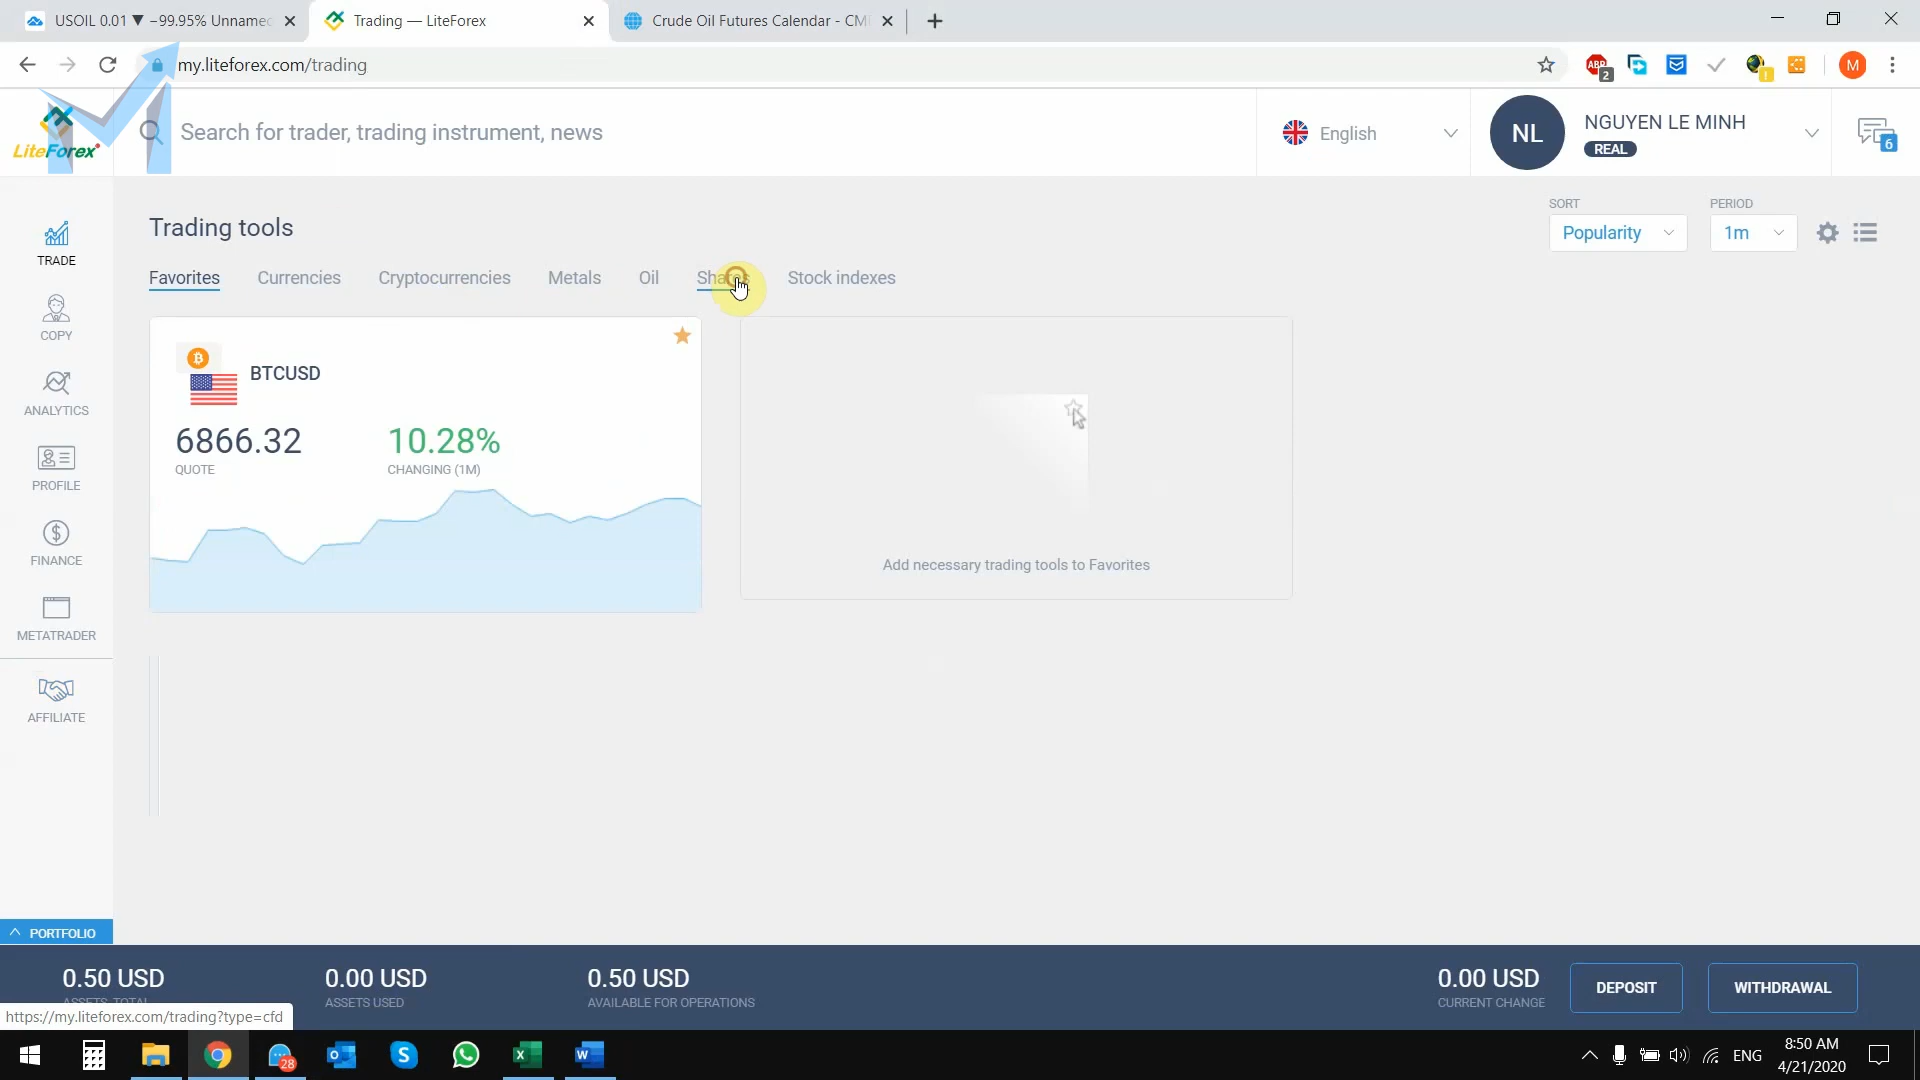 USOIL 0.01 ▼ −99.95% Unnamed
Trading — LiteForex
Crude Oil Futures Calendar - CM
my.liteforex.com/trading
ABP
2
M
LiteForex
Search for trader, trading instrument, news
English
NL
NGUYEN LE MINH
REAL
6
TRADE
COPY
ANALYTICS
PROFILE
FINANCE
METATRADER
AFFILIATE
Trading tools
SORT
Popularity
PERIOD
1m
Favorites
Currencies
Cryptocurrencies
Metals
Oil
Shares
Stock indexes
BTCUSD
6866.32
QUOTE
10.28%
CHANGING (1M)
Add necessary trading tools to Favorites
PORTFOLIO
0.50 USD
ASSETS TOTAL
0.00 USD
ASSETS USED
0.50 USD
AVAILABLE FOR OPERATIONS
0.00 USD
CURRENT CHANGE
DEPOSIT
WITHDRAWAL
https://my.liteforex.com/trading?type=cfd
28
ENG
8:50 AM
4/21/2020